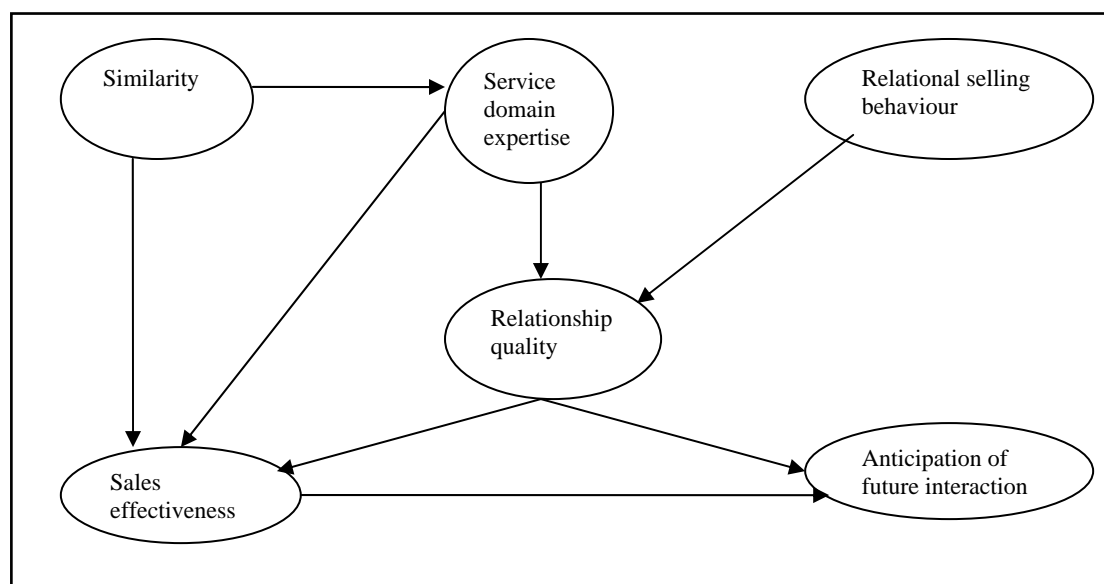 Similarity
Service
domain
expertise
Relational selling
behaviour
Relationship
quality
Sales
effectiveness
Anticipation of
future interaction